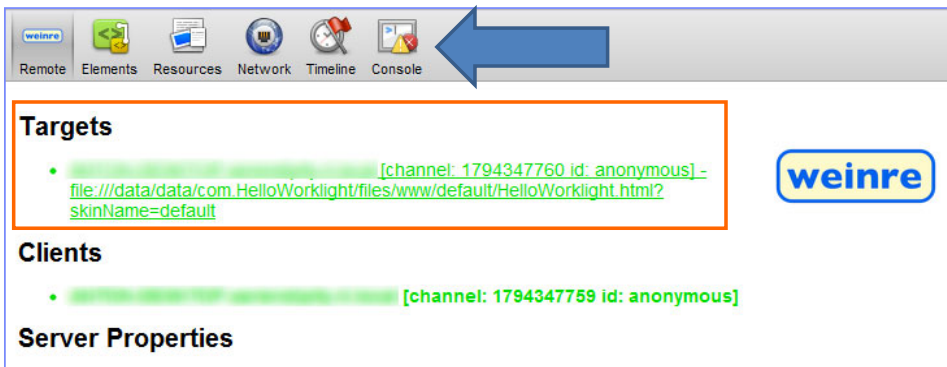 weinre
Remote Elements Resources Network Timeline Console
Targets
[channel: 1794347760 id: anonymous] -
file:///data/data/com.HelloWorklight/files/www/default/HelloWorklight.html?
skinName=default
weinre
Clients
[channel: 1794347759 id: anonymous]
Server Properties